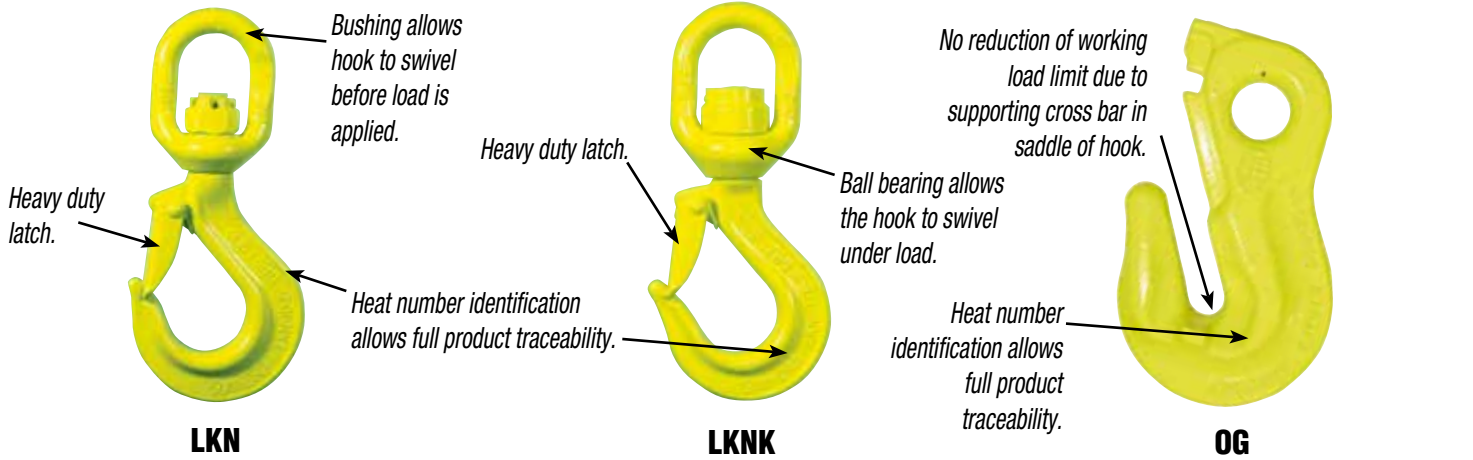 Bushing allows
hook to swivel
before load is
applied.
Heavy duty
latch.
Heat number identification
allows full product traceability.
LKN
Heavy duty latch.
Ball bearing allows
the hook to swivel
under load.
LKNK
No reduction of working
load limit due to
supporting cross bar in
saddle of hook.
Heat number
identification allows
full product
traceability.
OG